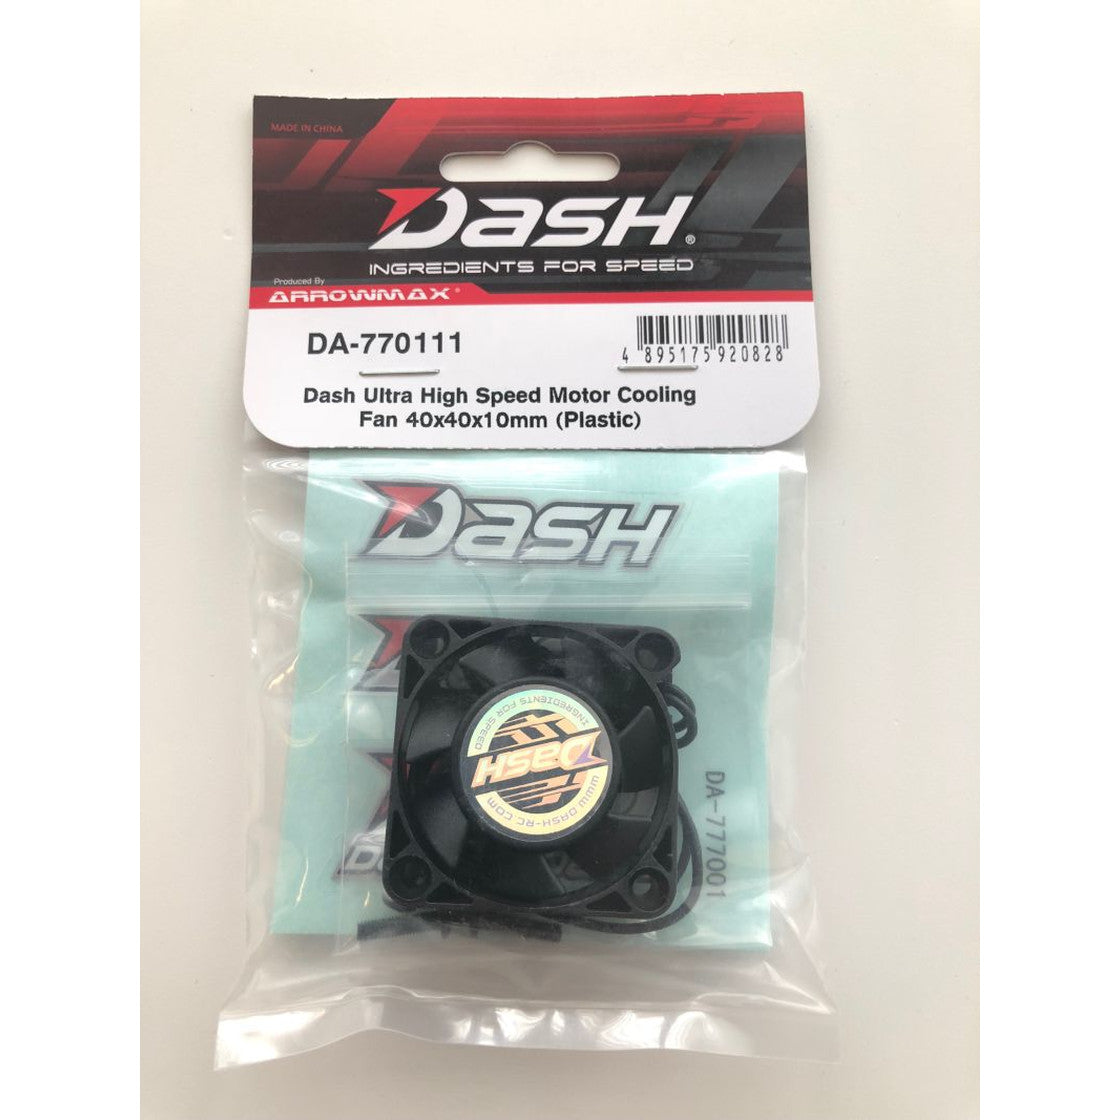 MADE IN CHINA
DASH®
INGREDIENTS FOR SPEED
Produced By
ARROWMAX®
DA-770111
4 895175 920828
Dash Ultra High Speed Motor Cooling
Fan 40x40x10mm (Plastic)
DASH
INGREDIENTS FOR SPEED
DASH
WWW.DASH-RC.COM
DA-777001